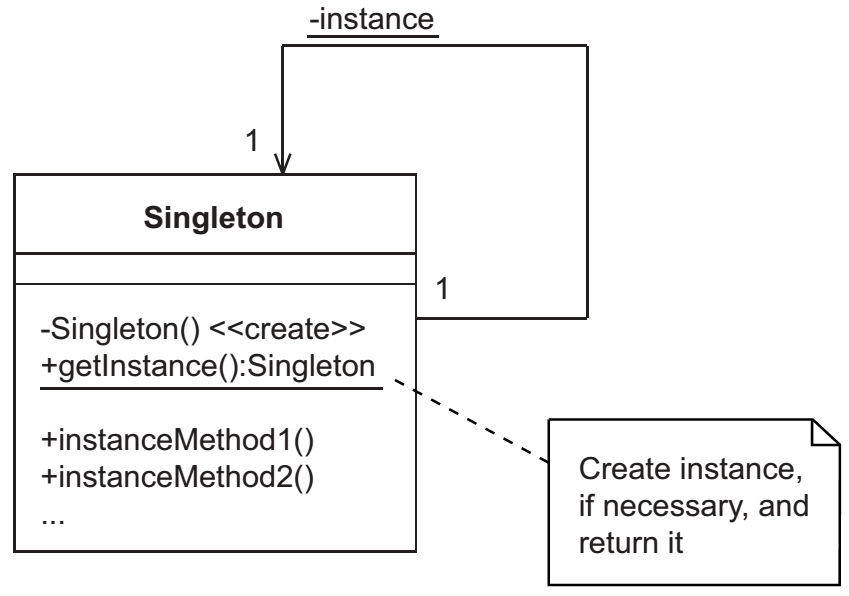 -instance
1
Singleton
1
-Singleton() <<create>>
+getInstance():Singleton
+instanceMethod1()
+instanceMethod2()
...
Create instance,
if necessary, and
return it